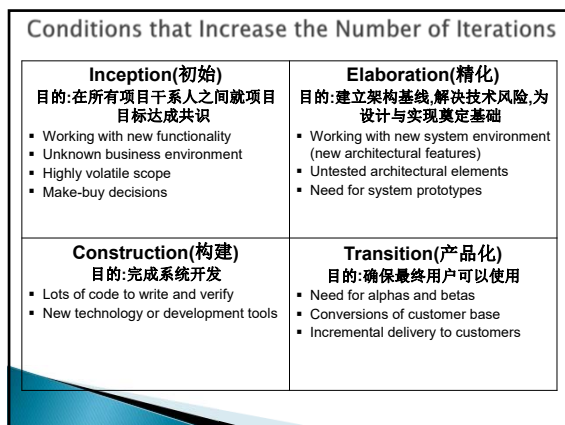 Conditions that Increase the Number of Iterations
Inception(初始)
目的:在所有项目干系人之间就项目
目标达成共识
▪ Working with new functionality
▪ Unknown business environment
▪ Highly volatile scope
▪ Make-buy decisions
Elaboration(精化)
目的:建立架构基线,解决技术风险,为
设计与实现奠定基础
▪ Working with new system environment
(new architectural features)
▪ Untested architectural elements
▪ Need for system prototypes
Construction(构建)
目的:完成系统开发
▪ Lots of code to write and verify
▪ New technology or development tools
Transition(产品化)
目的:确保最终用户可以使用
▪ Need for alphas and betas
▪ Conversions of customer base
▪ Incremental delivery to customers